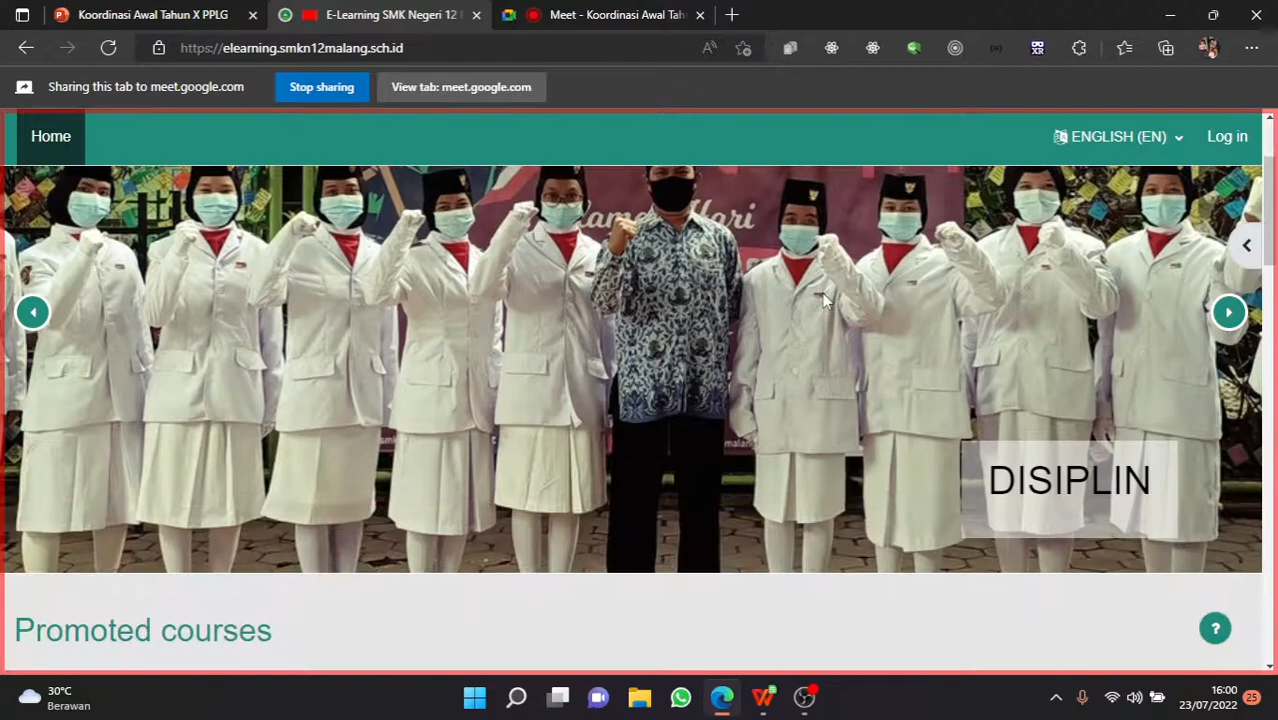 Koordinasi Awal Tahun X PPLG
E-Learning SMK Negeri 12
Meet - Koordinasi Awal Tah
https://elearning.smkn12malang.sch.id
Sharing this tab to meet.google.com
Stop sharing
View tab: meet.google.com
Home
ENGLISH (EN)
Log in
Hari
DISIPLIN
Promoted courses
?
30°C
Berawan
16:00
23/07/2022
25